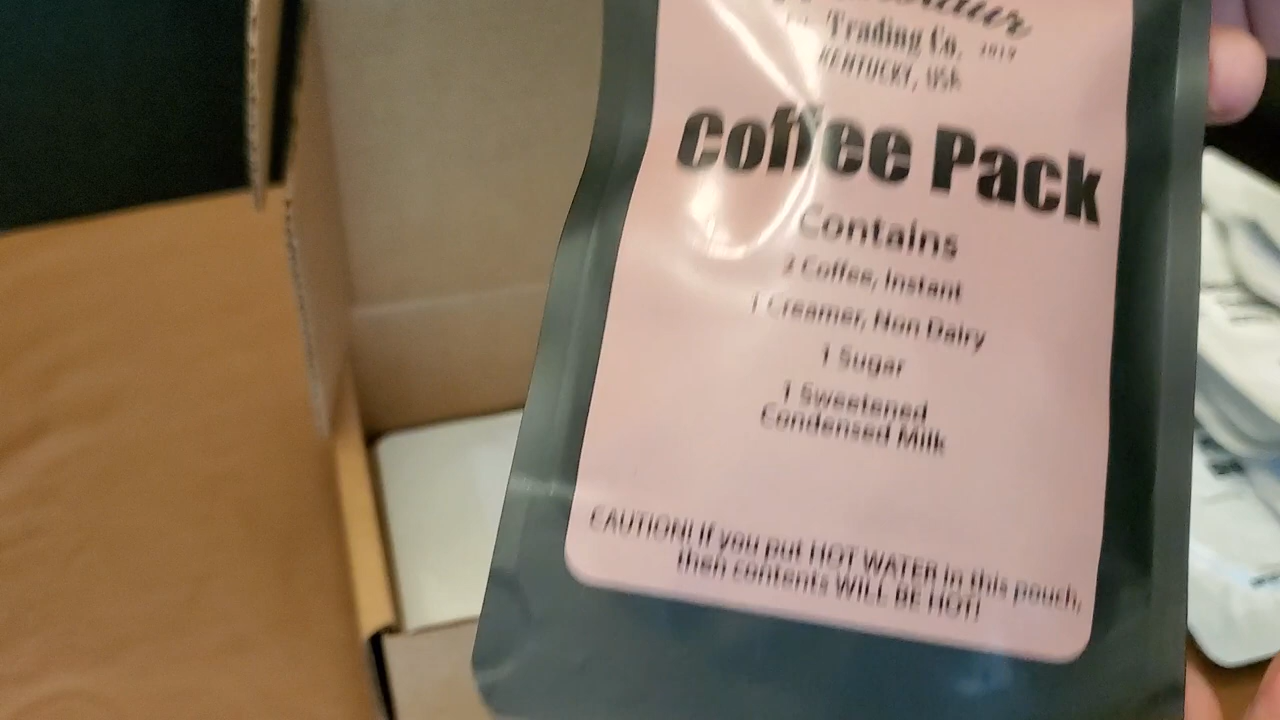 Trading Co. 2019
KENTUCKY, USA
Coffee Pack
Contains
2 Coffee, Instant
1 Creamer, Non Dairy
1 Sugar
1 Sweetened
Condensed Milk
CAUTION! If you put HOT WATER in this pouch,
then contents WILL BE HOT!